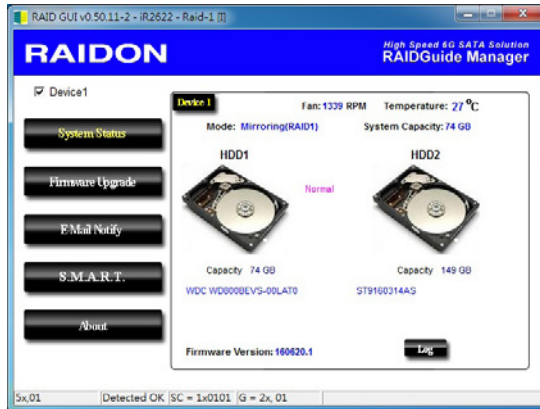 RAID GUI v0.50.11-2 - iR2622 - Raid-1 [I]
RAIDON
High Speed 6G SATA Solution
RAIDGuide Manager
Device1
System Status
Firmware Upgrade
E Mail Notify
S.M.A.R.T.
About
Device 1
Fan: 1339 RPM
Temperature: 27 °C
Mode: Mirroring(RAID1)
System Capacity: 74 GB
HDD1
HDD2
Normal
Capacity 74 GB
Capacity 149 GB
WDC WD800BEVS-00LAT0
ST9160314AS
Firmware Version: 160620.1
Log
Sx,01
Detected OK
SC = 1x0101
G = 2x, 01